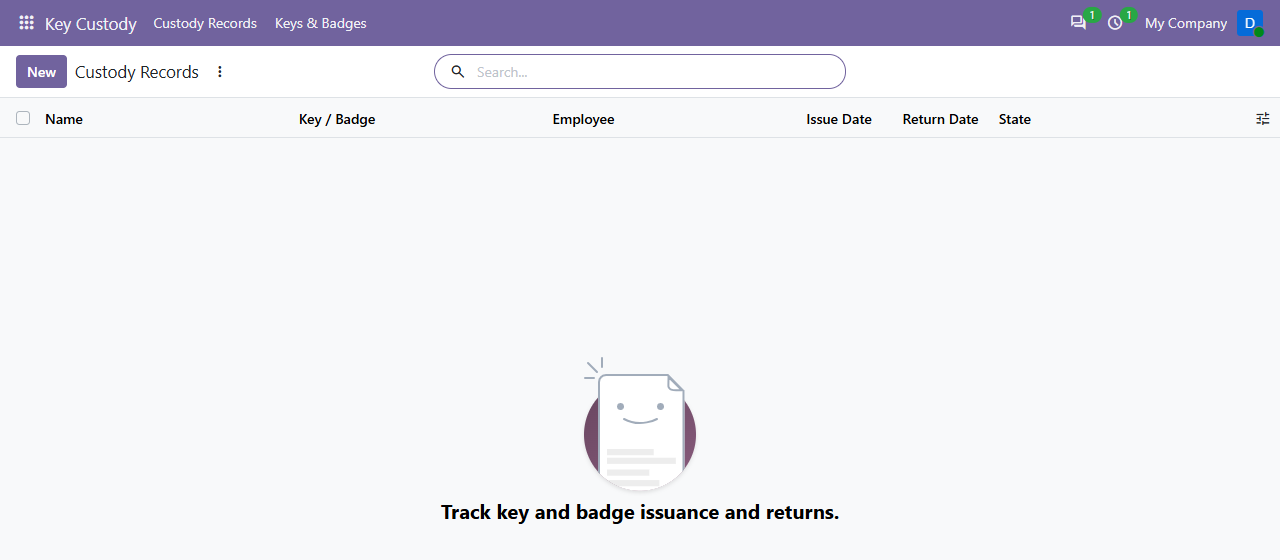 Key Custody Custody Records Keys & Badges 1 1 My Company D
New Custody Records Search...
Name Key / Badge Employee Issue Date Return Date State
Track key and badge issuance and returns.